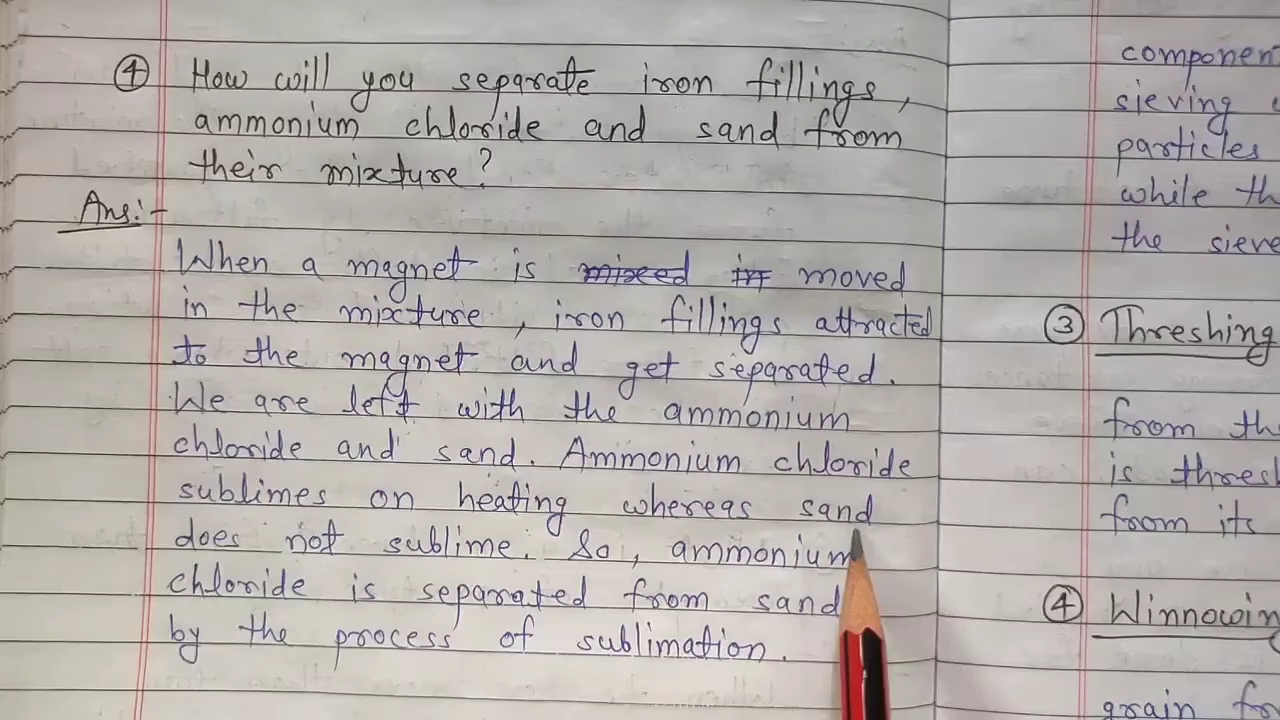 ④ How will you separate iron fillings,
ammonium chloride and sand from
their mixture?
Ans:-
When a magnet is mixed in moved
in the mixture, iron fillings attracted
to the magnet and get separated.
We are left with the ammonium
chloride and sand. Ammonium chloride
sublimes on heating whereas sand
does not sublime. So, ammonium
chloride is separated from sand
by the process of sublimation.
componen
sieving
particles
while th
the sieve
③ Threshing
from th
is thresh
from its
④ Winnowin
grain fr